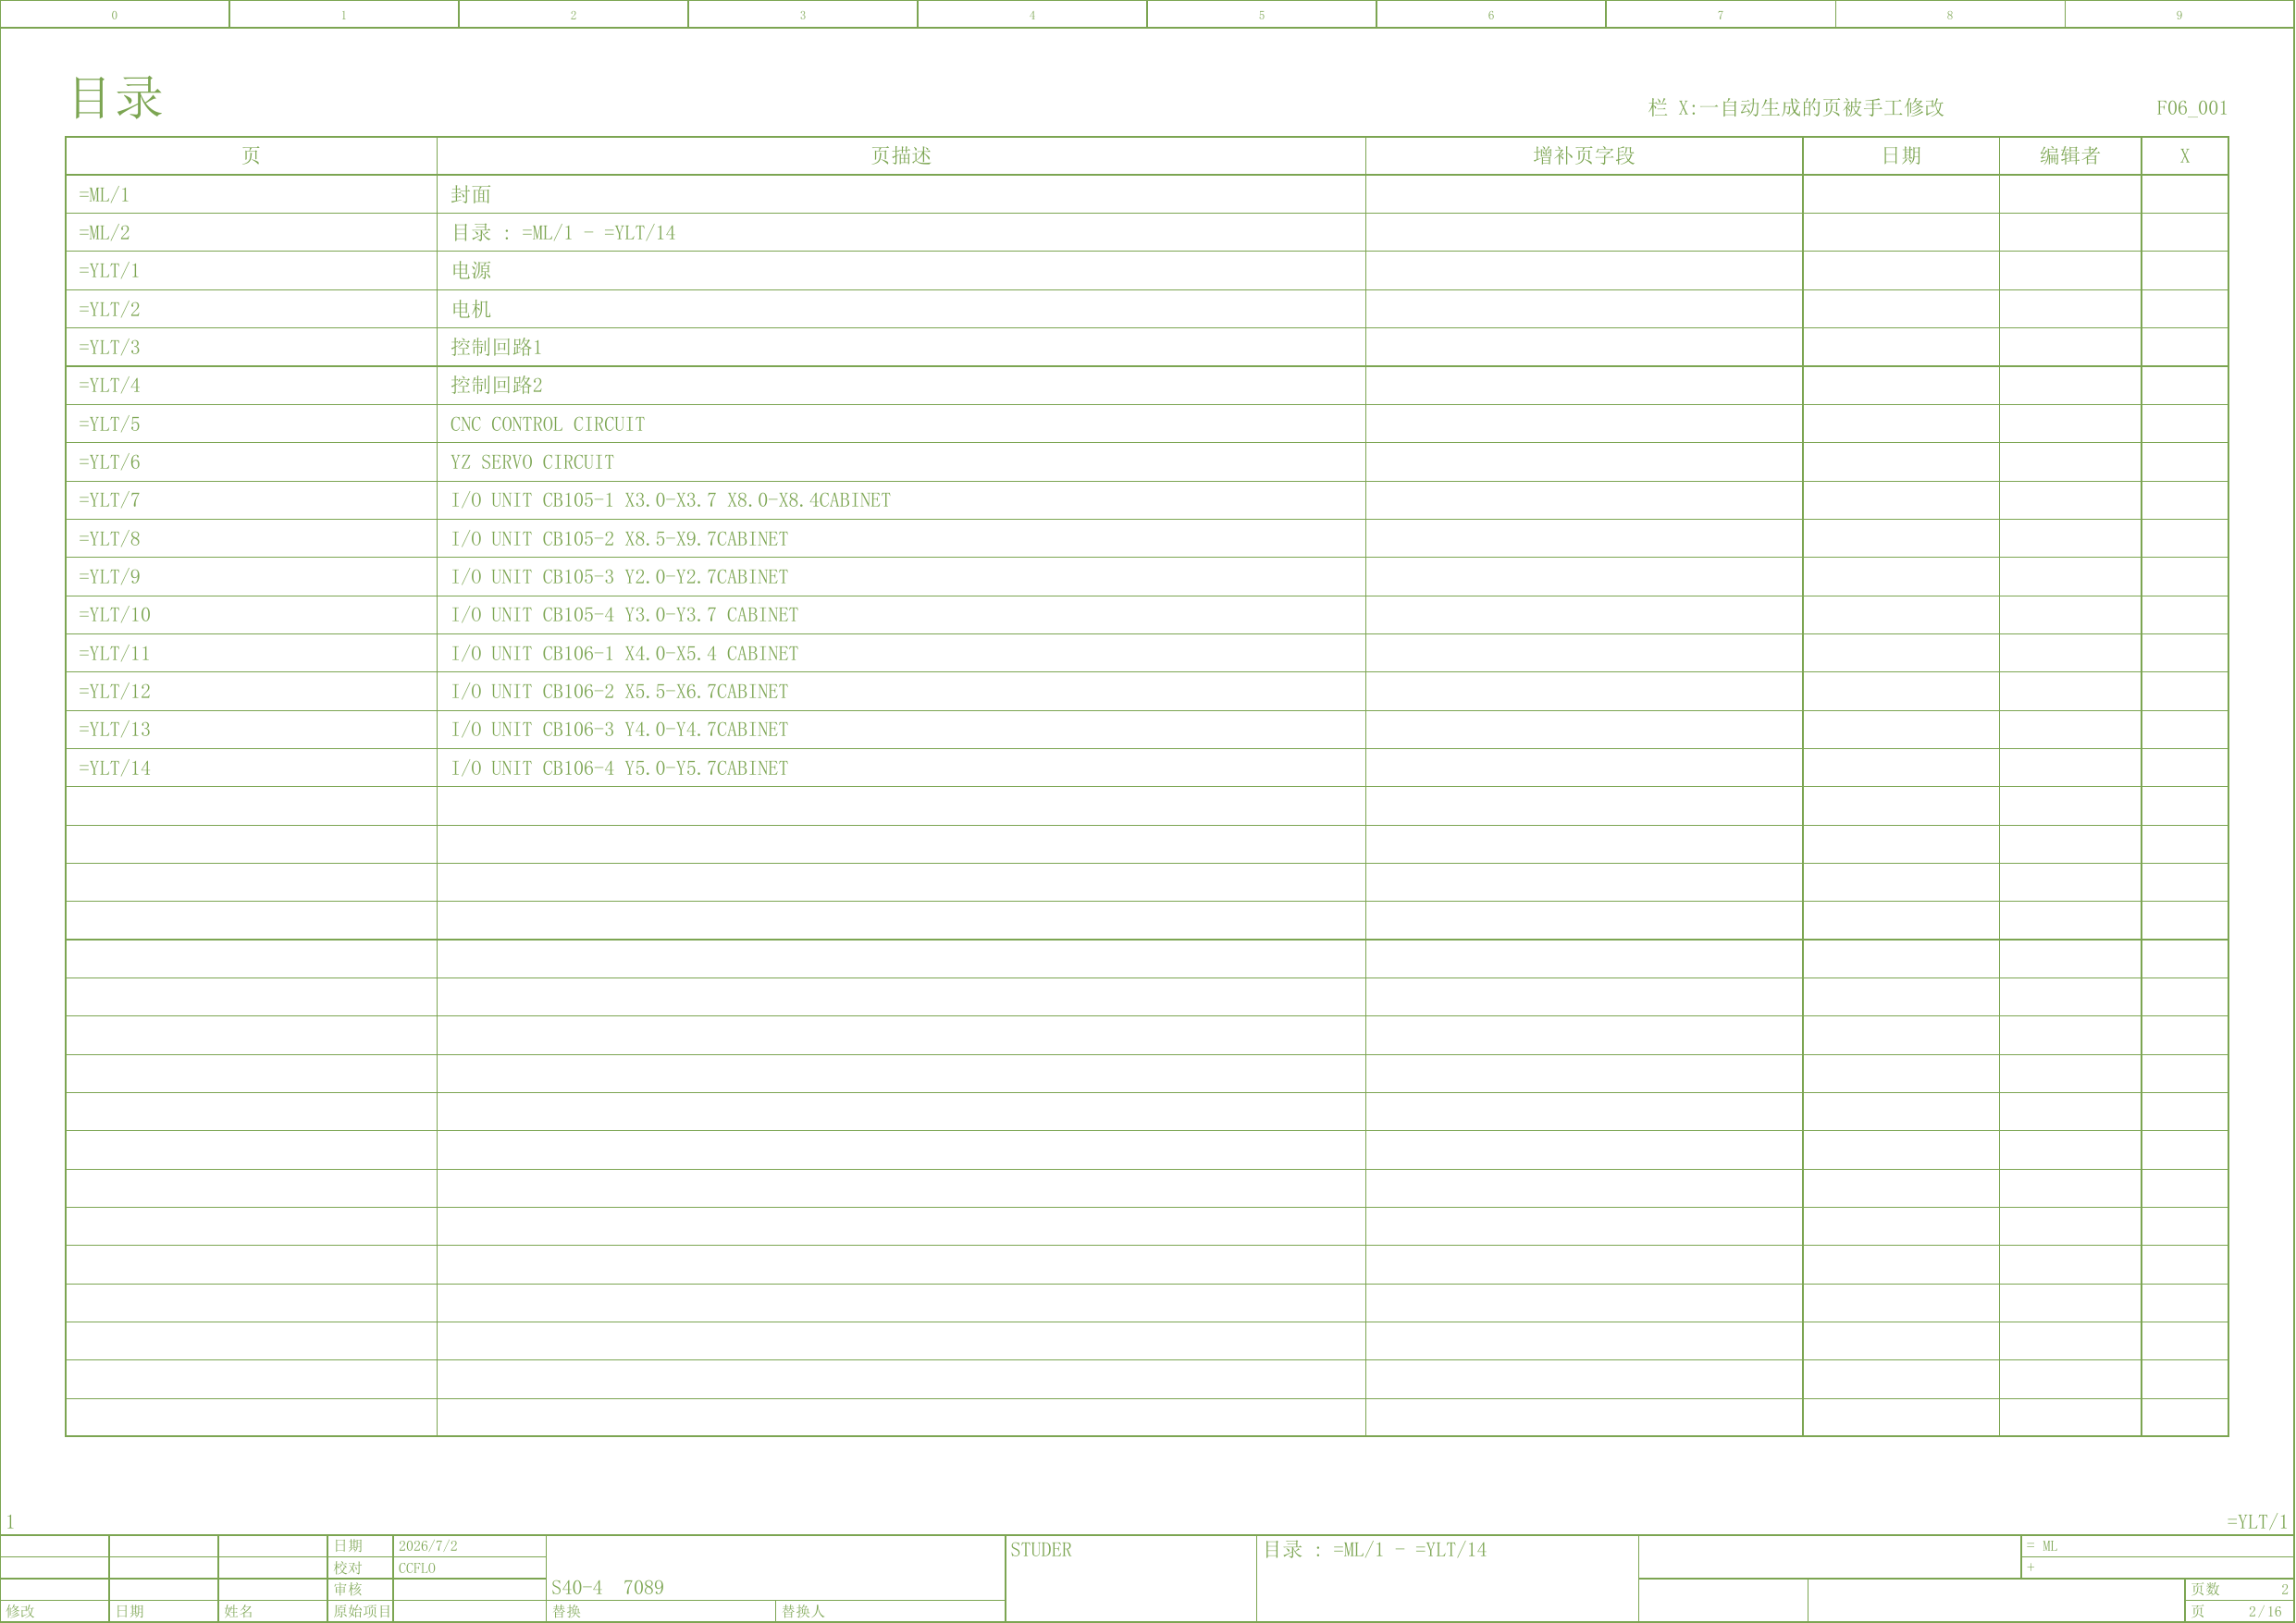 0 1 2 3 4 5 6 7 8 9
目录
栏 X:一自动生成的页被手工修改 F06_001
页 页描述 增补页字段 日期 编辑者 X
=ML/1 封面
=ML/2 目录 : =ML/1 - =YLT/14
=YLT/1 电源
=YLT/2 电机
=YLT/3 控制回路1
=YLT/4 控制回路2
=YLT/5 CNC CONTROL CIRCUIT
=YLT/6 YZ SERVO CIRCUIT
=YLT/7 I/O UNIT CB105-1 X3.0-X3.7 X8.0-X8.4CABINET
=YLT/8 I/O UNIT CB105-2 X8.5-X9.7CABINET
=YLT/9 I/O UNIT CB105-3 Y2.0-Y2.7CABINET
=YLT/10 I/O UNIT CB105-4 Y3.0-Y3.7 CABINET
=YLT/11 I/O UNIT CB106-1 X4.0-X5.4 CABINET
=YLT/12 I/O UNIT CB106-2 X5.5-X6.7CABINET
=YLT/13 I/O UNIT CB106-3 Y4.0-Y4.7CABINET
=YLT/14 I/O UNIT CB106-4 Y5.0-Y5.7CABINET
1 =YLT/1
日期 2026/7/2 STUDER 目录 : =ML/1 - =YLT/14 = ML
校对 CCFLO +
审核 S40-4 7089 页数 2
修改 日期 姓名 原始项目 替换 替换人 页 2/16